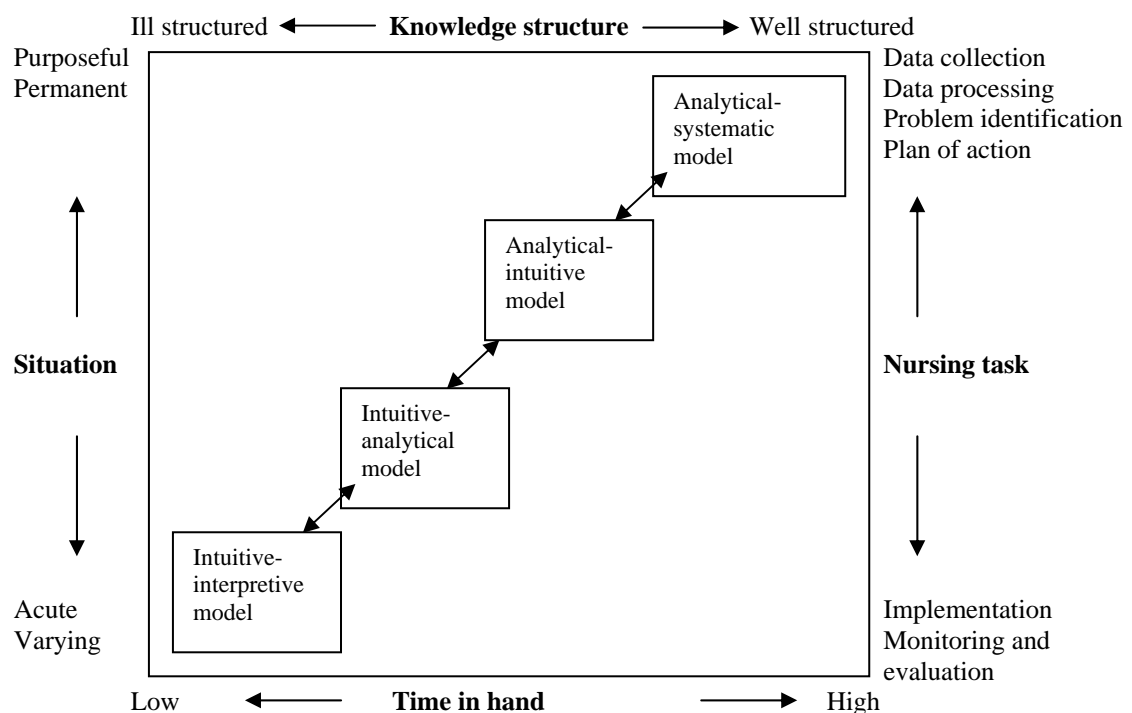 Ill structured Knowledge structure Well structured
Purposeful
Permanent
Data collection
Data processing
Problem identification
Plan of action
Analytical-
systematic
model
Analytical-
intuitive
model
Situation
Nursing task
Intuitive-
analytical
model
Intuitive-
interpretive
model
Acute
Varying
Implementation
Monitoring and
evaluation
Low Time in hand High